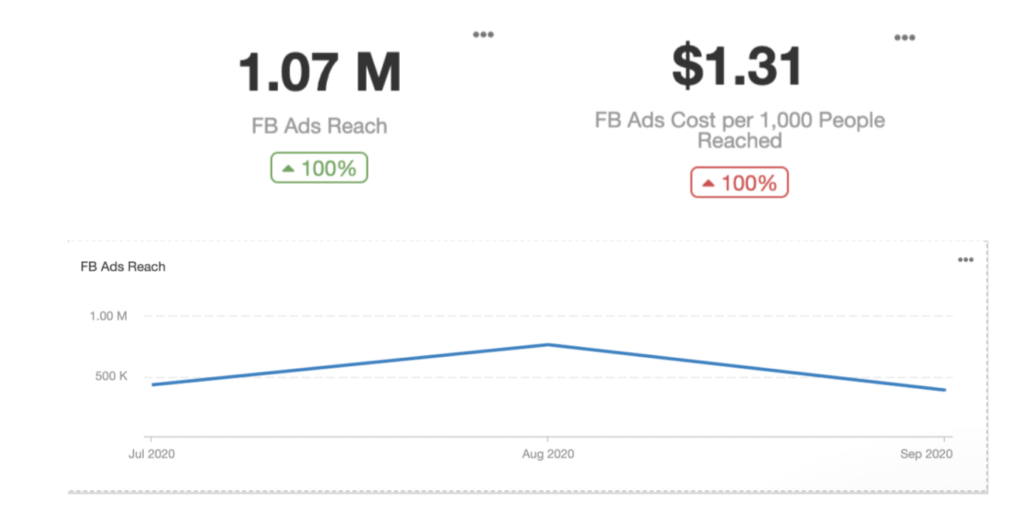 1.07 M
FB Ads Reach
100%
$1.31
FB Ads Cost per 1,000 People
Reached
100%
FB Ads Reach
1.00 M
500 K
Jul 2020
Aug 2020
Sep 2020